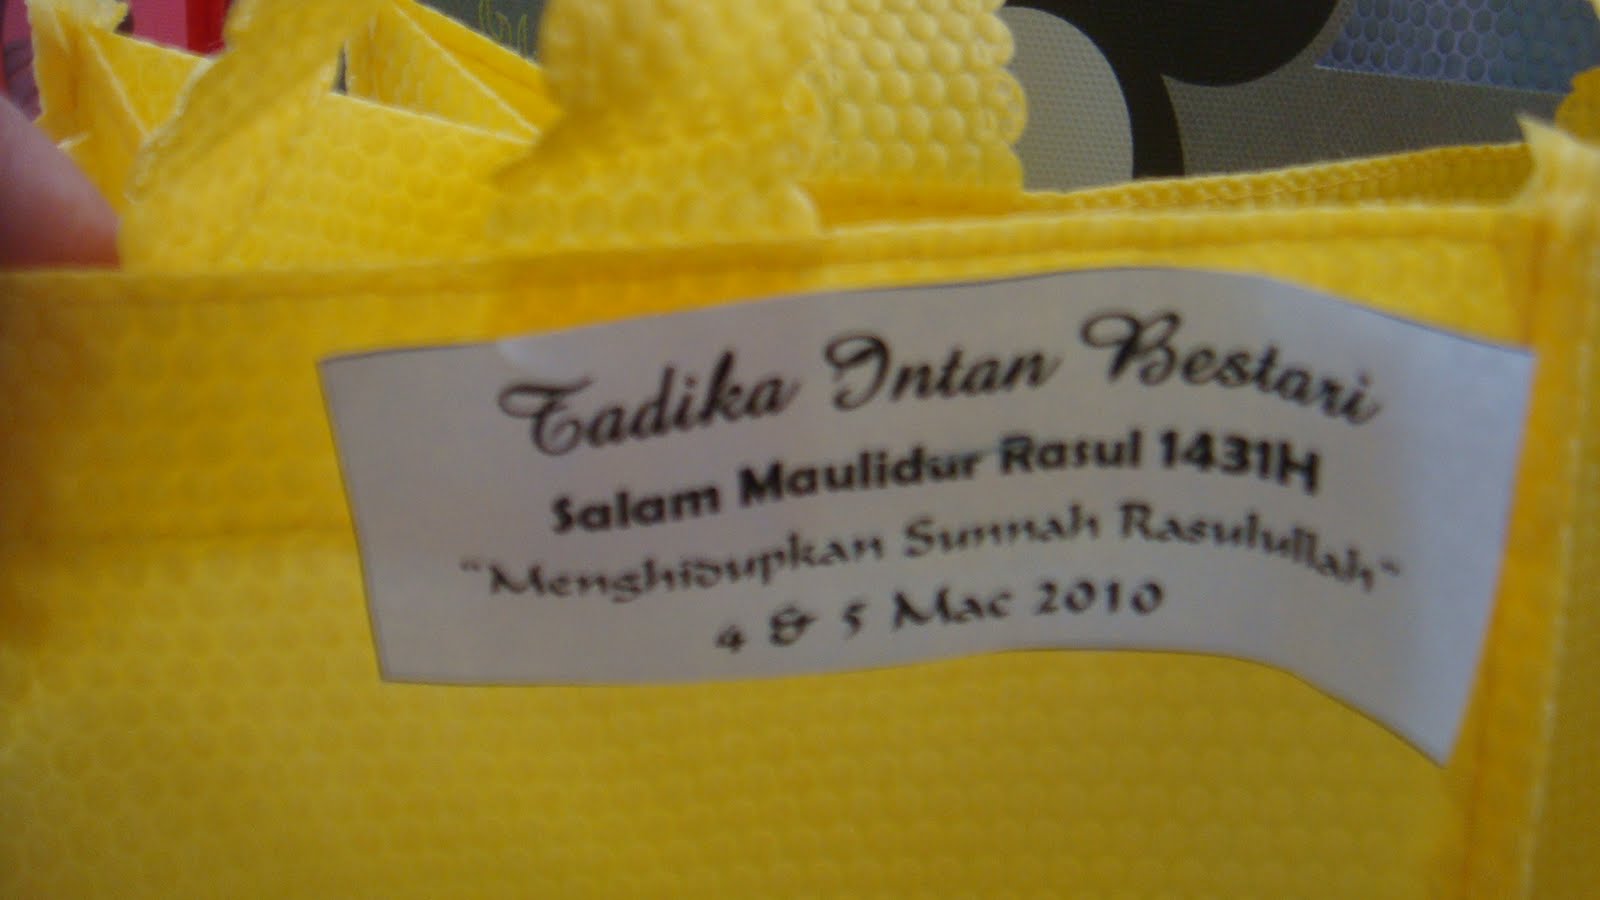 Tadika Intan Bestari
Salam Maulidur Rasul 1431H
"Menghidupkan Sunnah Rasulullah"
4 & 5 Mac 2010